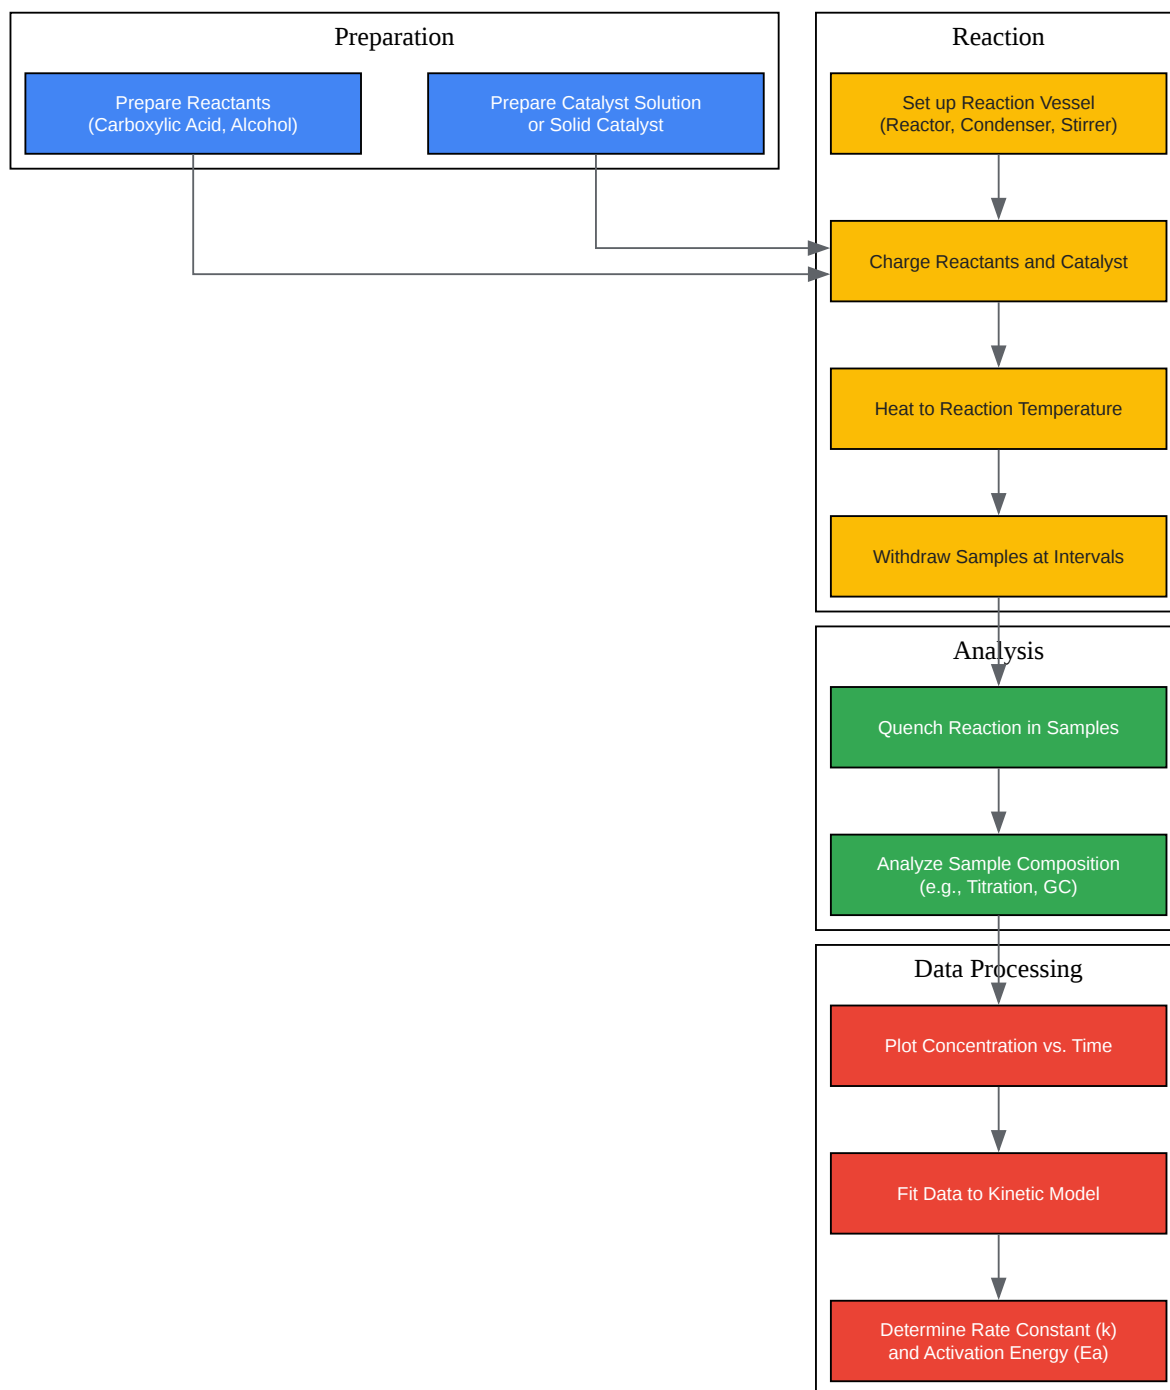 Preparation
Prepare Reactants
(Carboxylic Acid, Alcohol)
Prepare Catalyst Solution
or Solid Catalyst
Reaction
Set up Reaction Vessel
(Reactor, Condenser, Stirrer)
Charge Reactants and Catalyst
Heat to Reaction Temperature
Withdraw Samples at Intervals
Analysis
Quench Reaction in Samples
Analyze Sample Composition
(e.g., Titration, GC)
Data Processing
Plot Concentration vs. Time
Fit Data to Kinetic Model
Determine Rate Constant (k)
and Activation Energy (Ea)